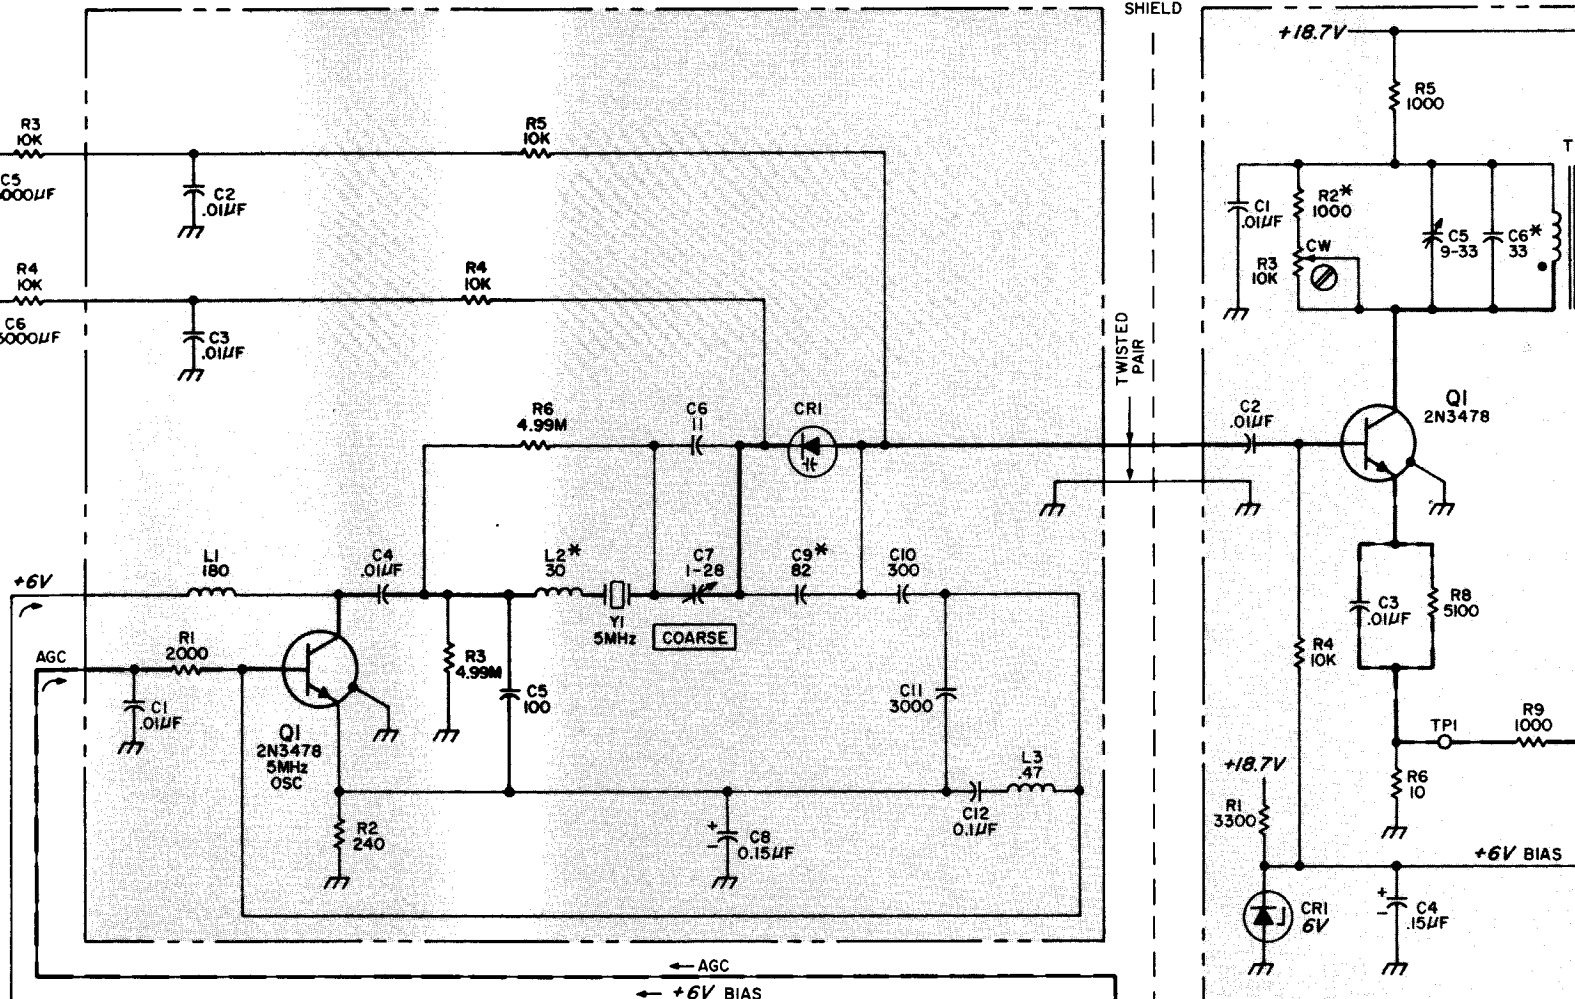 SHIELD
+18.7V
R5
1000
R3
10K
R5
10K
C5
000µF
C2
.01µF
T
C1
.01µF
R2*
1000
CW
R3
10K
C5
9-33
C6*
33
R4
10K
R4
10K
C6
3000µF
C3
.01µF
TWISTED
PAIR
R6
4.99M
C6
11
CR1
C2
.01µF
Q1
2N3478
+6V
L1
180
C4
.01µF
L2*
30
Y1
5MHz
C7
1-28
COARSE
C9*
82
C10
300
AGC
R1
2000
C1
.01µF
Q1
2N3478
5MHz
OSC
R3
4.99M
C5
100
C11
3000
C3
.01µF
R8
5100
R4
10K
L3
.47
C12
0.1µF
TP1
R9
1000
R2
240
C8
+
−
0.15µF
+18.7V
R1
3300
R6
10
+6V BIAS
CR1
6V
+
−
C4
.15µF
AGC
+6V BIAS